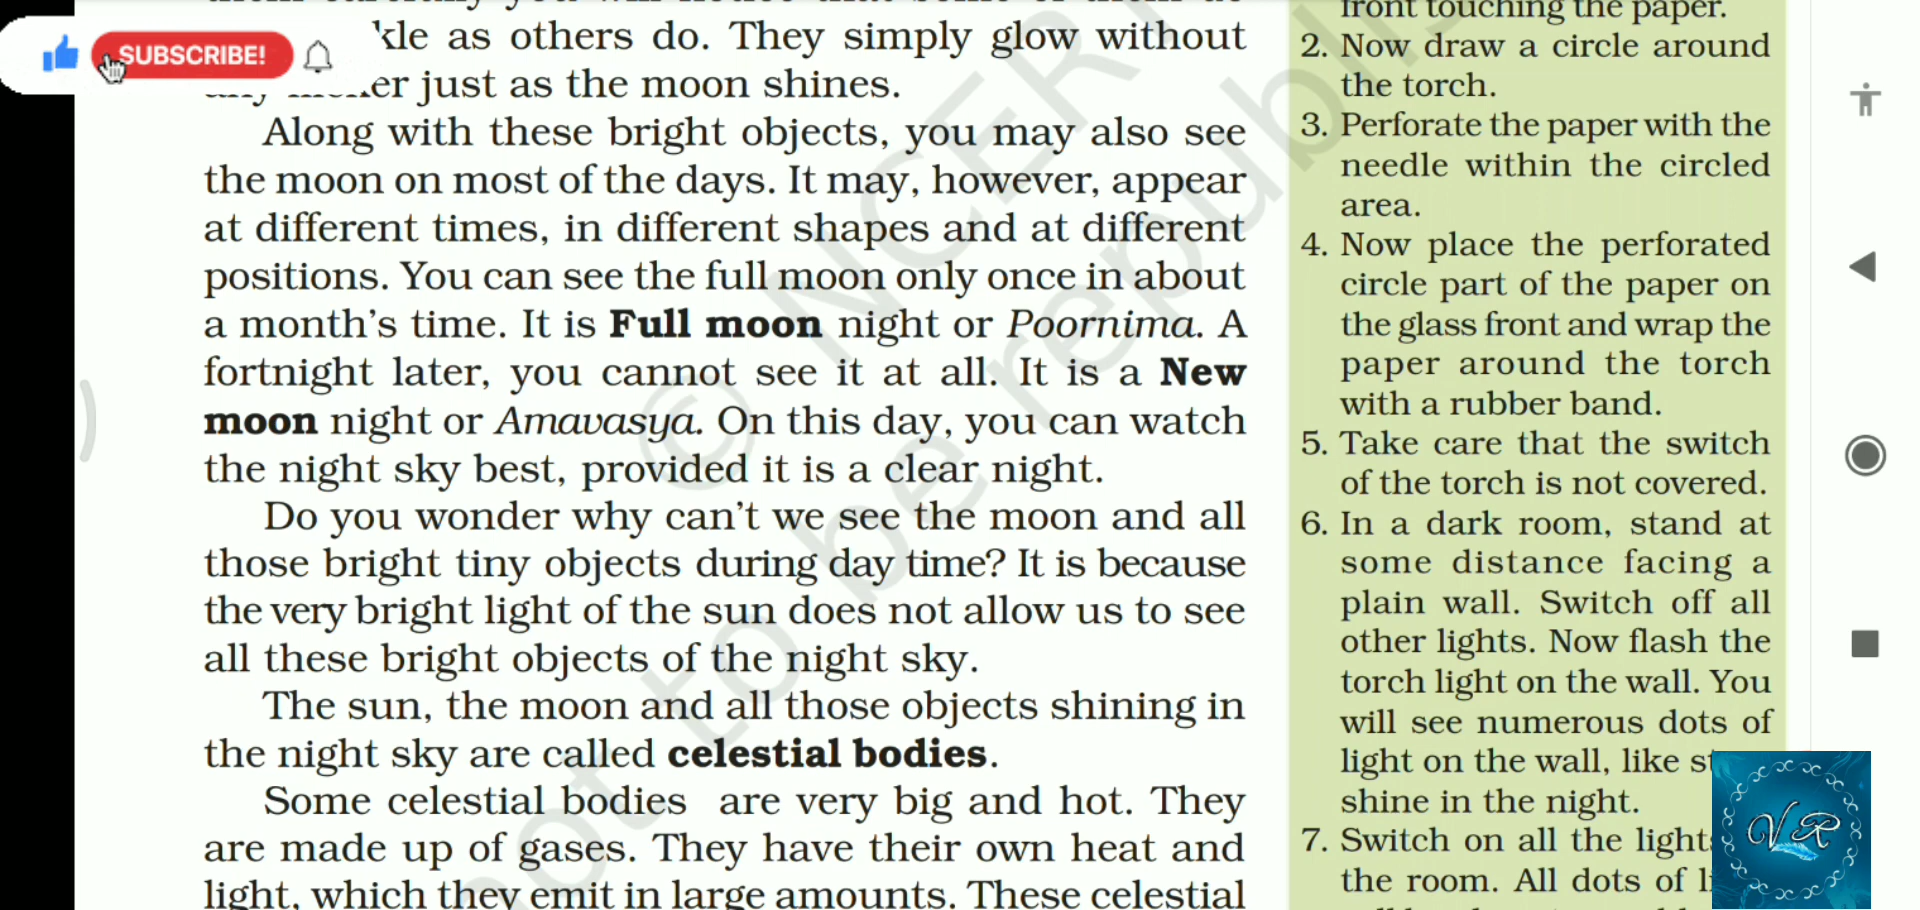 SUBSCRIBE!
kle as others do. They simply glow without
er just as the moon shines.
Along with these bright objects, you may also see
the moon on most of the days. It may, however, appear
at different times, in different shapes and at different
positions. You can see the full moon only once in about
a month's time. It is Full moon night or Poornima. A
fortnight later, you cannot see it at all. It is a New
moon night or Amavasya. On this day, you can watch
the night sky best, provided it is a clear night.
Do you wonder why can't we see the moon and all
those bright tiny objects during day time? It is because
the very bright light of the sun does not allow us to see
all these bright objects of the night sky.
The sun, the moon and all those objects shining in
the night sky are called celestial bodies.
Some celestial bodies are very big and hot. They
are made up of gases. They have their own heat and
light, which they emit in large amounts. These celestial
front touching the paper.
2. Now draw a circle around
the torch.
3. Perforate the paper with the
needle within the circled
area.
4. Now place the perforated
circle part of the paper on
the glass front and wrap the
paper around the torch
with a rubber band.
5. Take care that the switch
of the torch is not covered.
6. In a dark room, stand at
some distance facing a
plain wall. Switch off all
other lights. Now flash the
torch light on the wall. You
will see numerous dots of
light on the wall, like
shine in the night.
7. Switch on all the
the room. All dots of
© NCERT
not to be republis
VR